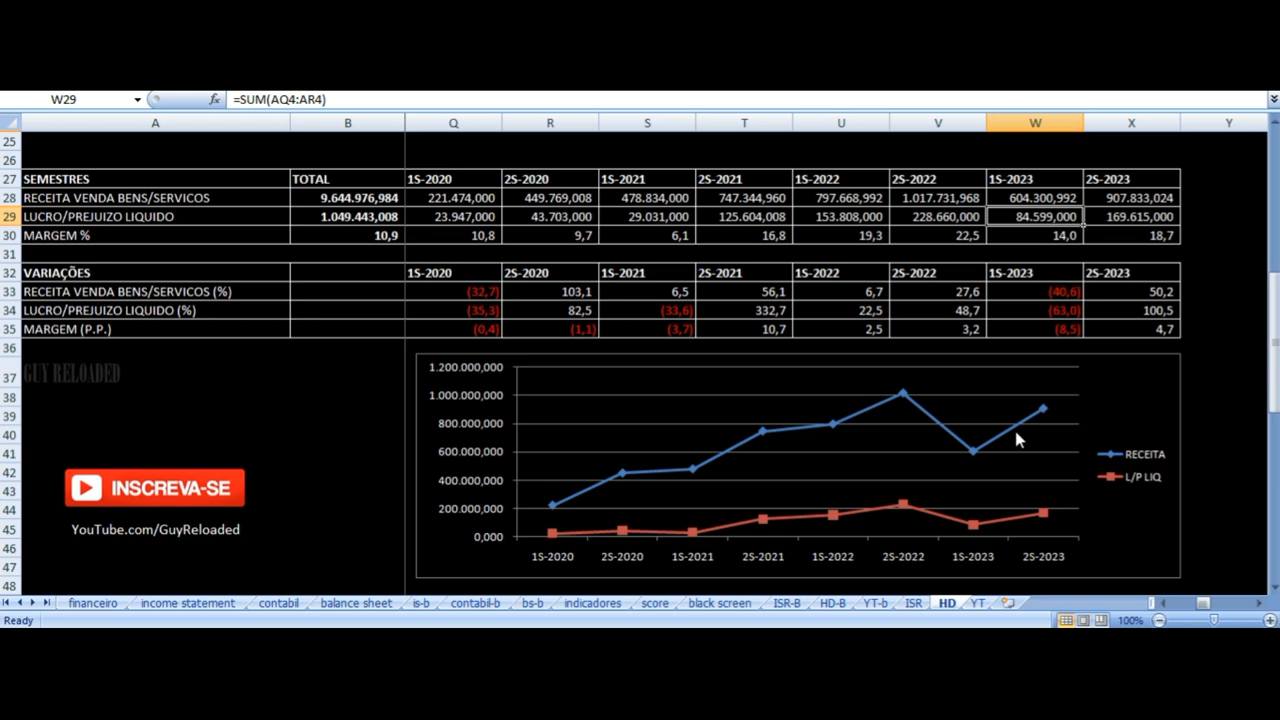 W29 fx =SUM(AQ4:AR4)
A B Q R S T U V W X Y
25
26
27 SEMESTRES TOTAL 1S-2020 2S-2020 1S-2021 2S-2021 1S-2022 2S-2022 1S-2023 2S-2023
28 RECEITA VENDA BENS/SERVICOS 9.644.976,984 221.474,000 449.769,008 478.834,000 747.344,960 797.668,992 1.017.731,968 604.300,992 907.833,024
29 LUCRO/PREJUIZO LIQUIDO 1.049.443,008 23.947,000 43.703,000 29.031,000 125.604,008 153.808,000 228.660,000 84.599,000 169.615,000
30 MARGEM % 10,9 10,8 9,7 6,1 16,8 19,3 22,5 14,0 18,7
31
32 VARIAÇÕES 1S-2020 2S-2020 1S-2021 2S-2021 1S-2022 2S-2022 1S-2023 2S-2023
33 RECEITA VENDA BENS/SERVICOS (%) (32,7) 103,1 6,5 56,1 6,7 27,6 (40,6) 50,2
34 LUCRO/PREJUIZO LIQUIDO (%) (35,3) 82,5 (33,6) 332,7 22,5 48,7 (63,0) 100,5
35 MARGEM (P.P.) (0,4) (1,1) (3,7) 10,7 2,5 3,2 (8,5) 4,7
36
37 GUY RELOADED
38
39
40
41
42
43
44
45
46
47
48
1.200.000,000
1.000.000,000
800.000,000
600.000,000
400.000,000
200.000,000
0,000
1S-2020 2S-2020 1S-2021 2S-2021 1S-2022 2S-2022 1S-2023 2S-2023
RECEITA
L/P LIQ
INSCREVA-SE
YouTube.com/GuyReloaded
financeiro income statement contabil balance sheet is-b contabil-b bs-b indicadores score black screen ISR-B HD-B YT-b ISR HD YT
Ready 100%